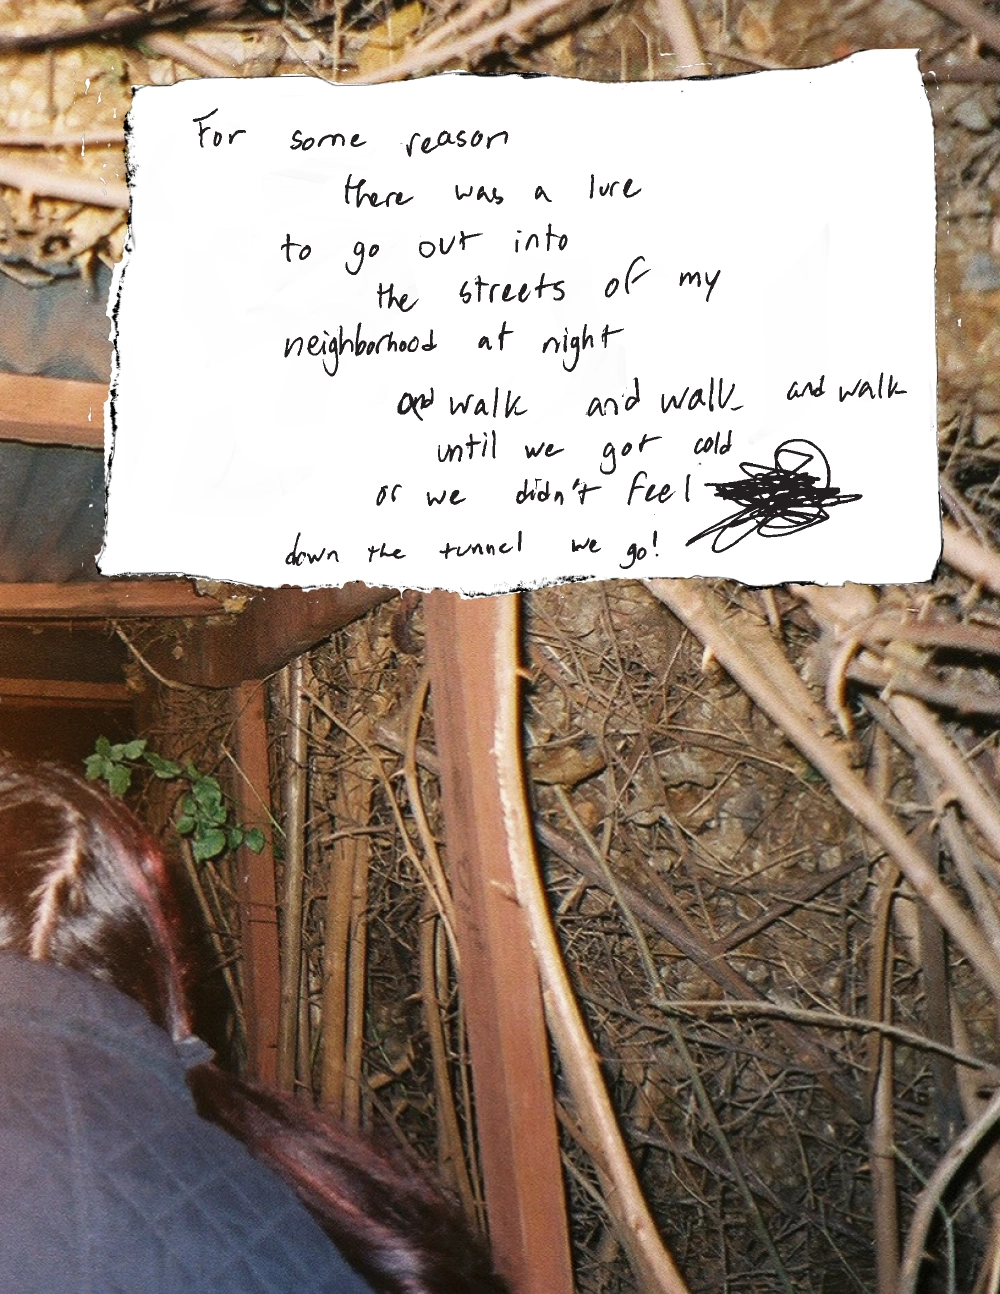 For some reason
there was a lure
to go out into
the streets of my
neighborhood at night
and walk and walk and walk
until we got cold
or we didn't feel
down the tunnel we go!